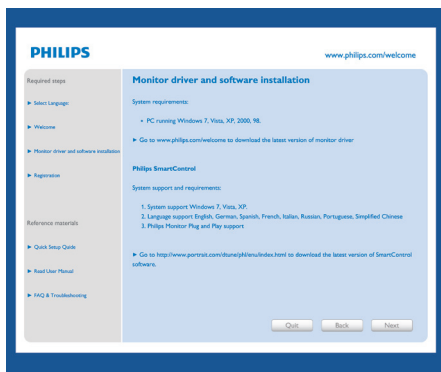 PHILIPS
www.philips.com/welcome
Required steps
► Select Language
► Welcome
► Monitor driver and software installation
► Registration
Reference materials
► Quick Setup Quide
► Read User Manual
► FAQ & Troubleshooting
Monitor driver and software installation
System requirements:
• PC running Windows 7, Vista, XP, 2000, 98.
► Go to www.philips.com/welcome to download the latest version of monitor driver
Philips SmartControl
System support and requirements:
1. System support Windows 7, Vista, XP.
2. Language support English, German, Spanish, French, Italian, Russian, Portuguese, Simplified Chinese
3. Philips Monitor Plug and Play support
► Go to http://www.portrait.com/dtune/phl/enu/index.html to download the latest version of SmartControl
software.
Quit Back Next